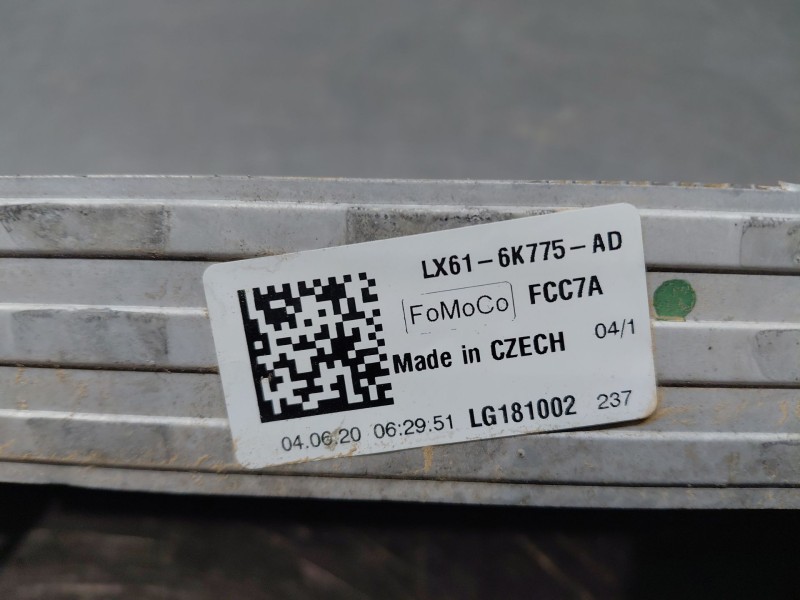 LX61-6K775-AD
FoMoCo FCC7A
Made in CZECH 04/1
04.06.20 06:29.51 LG181002 237